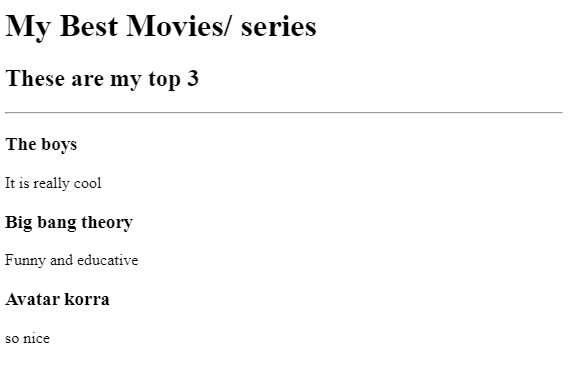 My Best Movies/ series
These are my top 3
The boys
It is really cool
Big bang theory
Funny and educative
Avatar korra
so nice